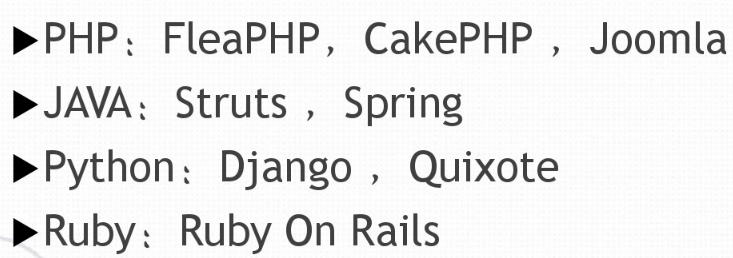 ▶PHP：FleaPHP，CakePHP ，Joomla
▶JAVA：Struts ，Spring
▶Python：Django ，Quixote
▶Ruby：Ruby On Rails